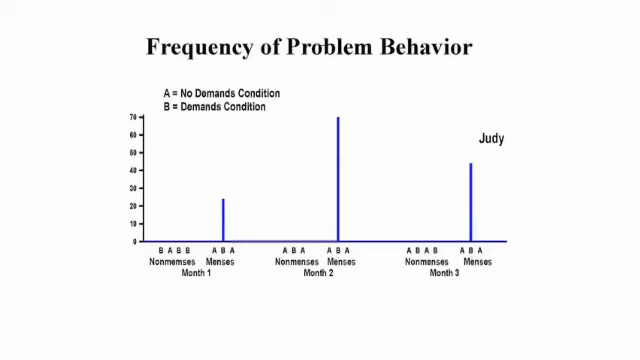 Frequency of Problem Behavior
A = No Demands Condition
B = Demands Condition
Judy
70
60
50
40
30
20
10
0
B A B B A B A A B A A B A A B A A B A B A
Nonmemses Menses Nonmenses Menses Nonmenses Menses
Month 1 Month 2 Month 3